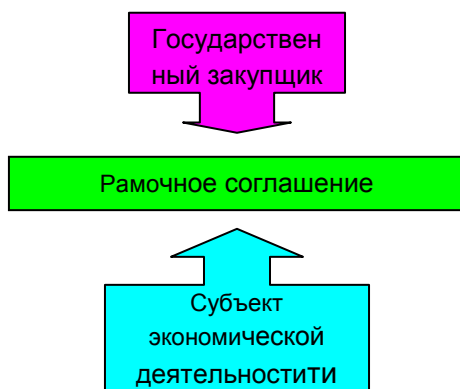 Государствен
ный закупщик
Рамочное соглашение
Субъект
экономической
деятельностити